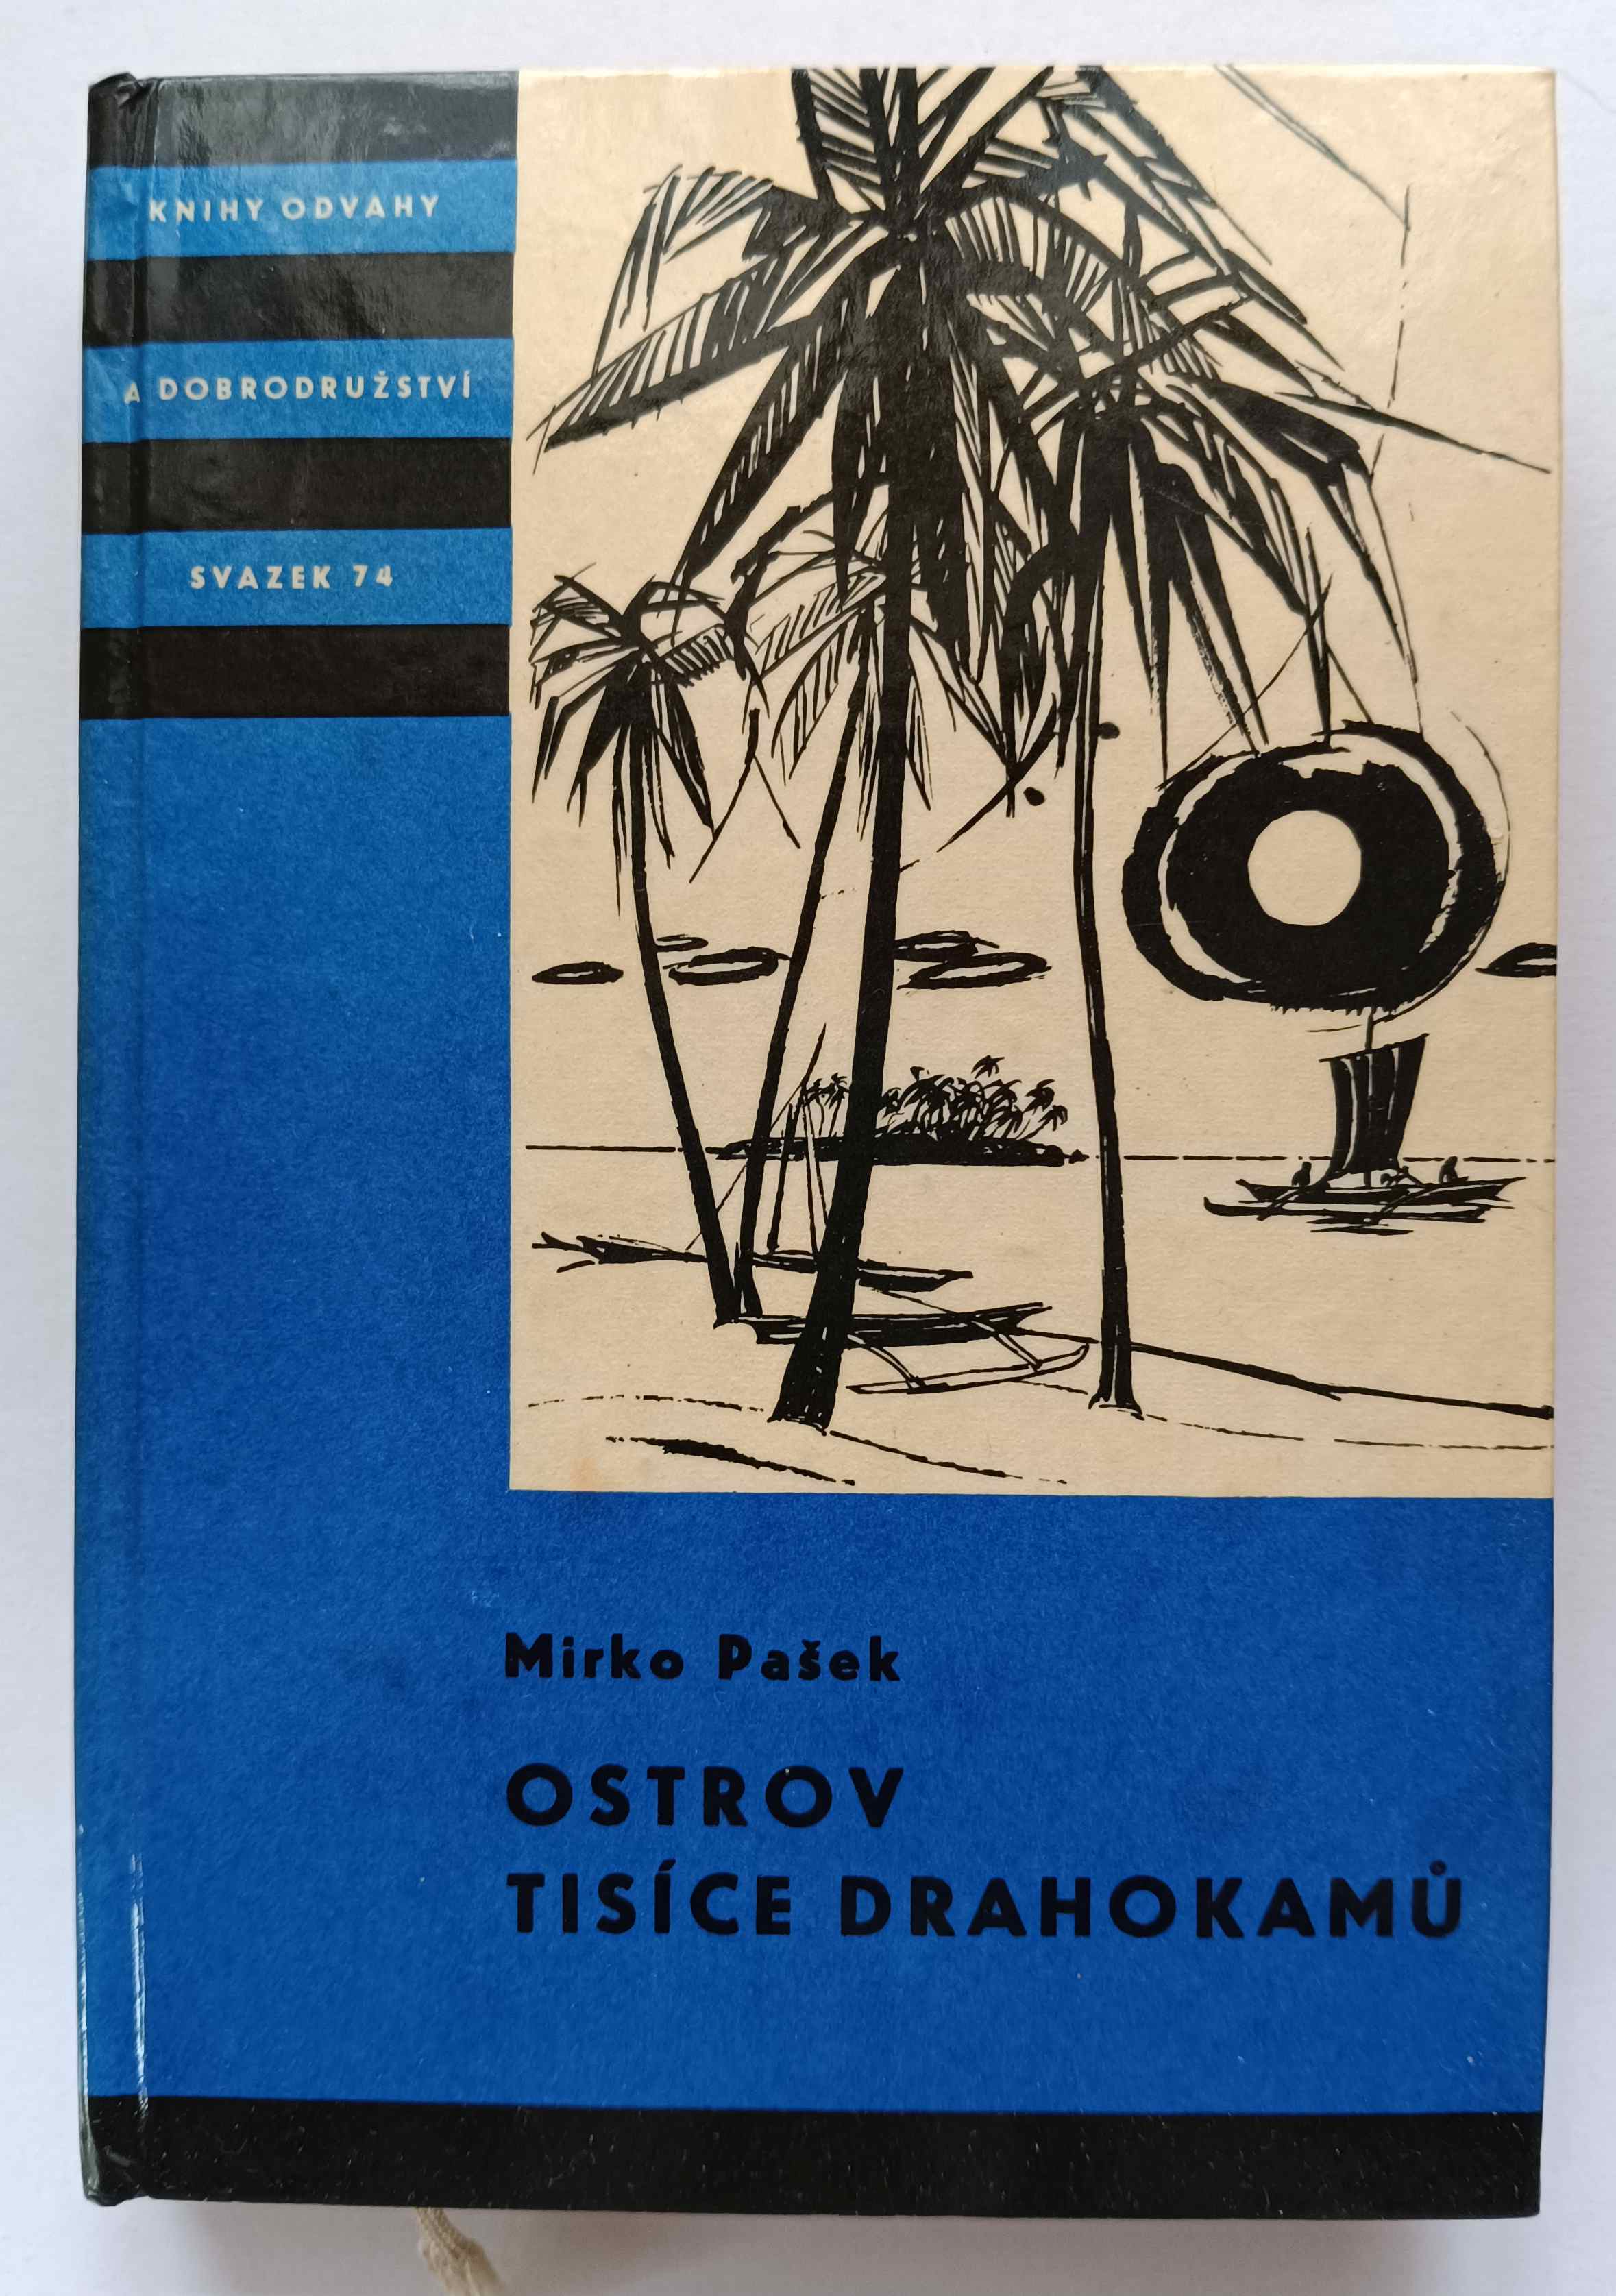 KNIHY ODVAHY
A DOBRODRUŽSTVÍ
SVAZEK 74
Mirko Pašek
OSTROV
TISÍCE DRAHOKAMŮ